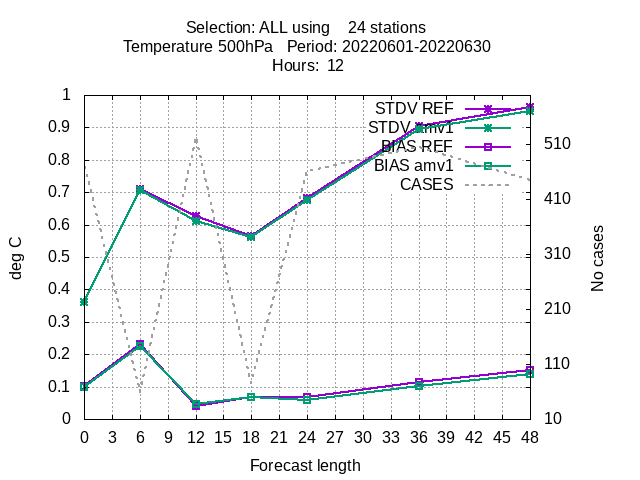 Selection: ALL using    24 stations
Temperature 500hPa   Period: 20220601-20220630
Hours:  12
STDV REF
STDV amv1
BIAS REF
BIAS amv1
CASES
1
0.9
0.8
0.7
0.6
0.5
0.4
0.3
0.2
0.1
0
deg C
510
410
310
210
110
10
No cases
0 3 6 9 12 15 18 21 24 27 30 33 36 39 42 45 48
Forecast length